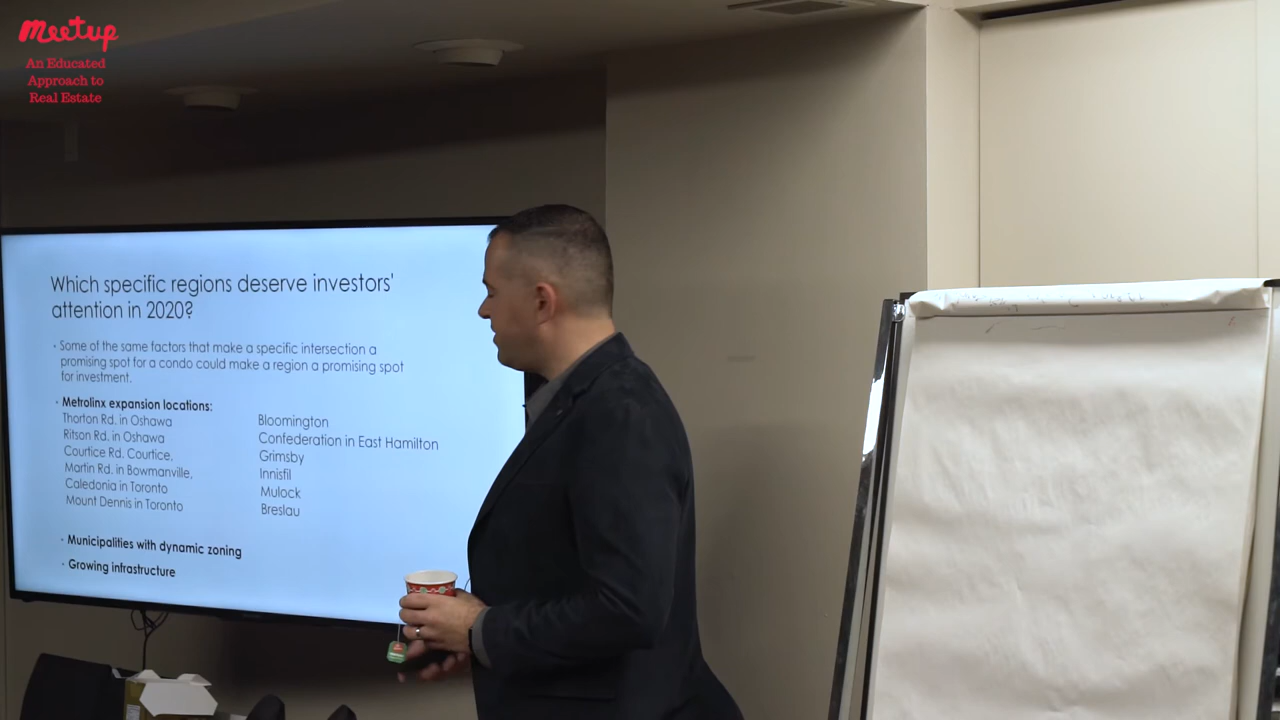 Meetup
An Educated
Approach to
Real Estate
Which specific regions deserve investors'
attention in 2020?
· Some of the same factors that make a specific intersection a
promising spot for a condo could make a region a promising spot
for investment.
· Metrolinx expansion locations:
Thorton Rd. in Oshawa
Ritson Rd. in Oshawa
Courtice Rd. Courtice,
Martin Rd. in Bowmanville,
Caledonia in Toronto
Mount Dennis in Toronto
Bloomington
Confederation in East Hamilton
Grimsby
Innisfil
Mulock
Breslau
· Municipalities with dynamic zoning
· Growing infrastructure